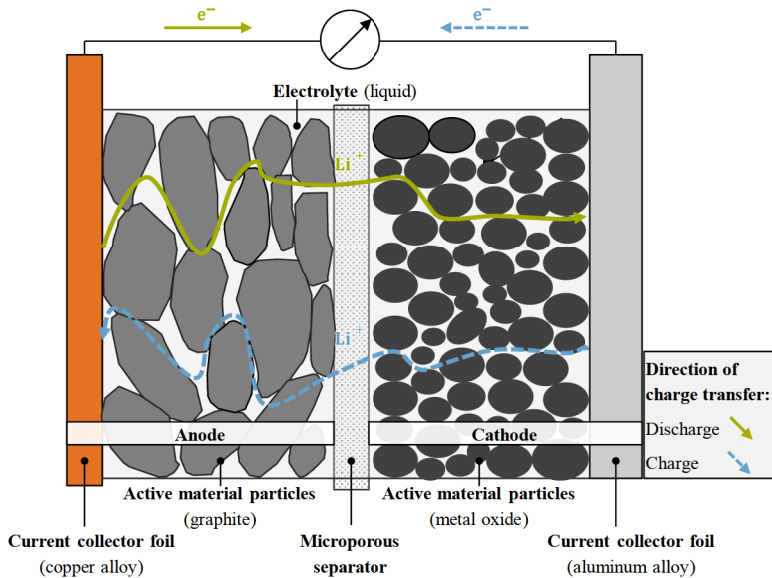 e⁻
e⁻
Electrolyte (liquid)
Li⁺
Li⁺
Direction of
charge transfer:
Discharge
Charge
Anode
Cathode
Active material particles
(graphite)
Active material particles
(metal oxide)
Current collector foil
(copper alloy)
Microporous
separator
Current collector foil
(aluminum alloy)